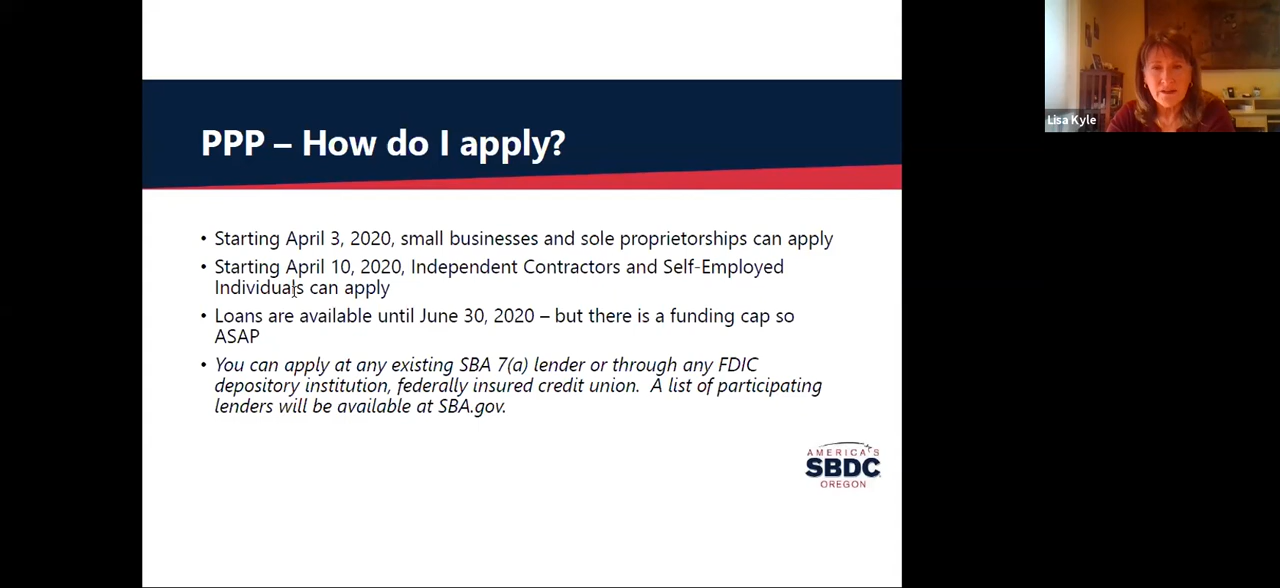 PPP – How do I apply?
• Starting April 3, 2020, small businesses and sole proprietorships can apply
• Starting April 10, 2020, Independent Contractors and Self-Employed
Individuals can apply
• Loans are available until June 30, 2020 – but there is a funding cap so
ASAP
• You can apply at any existing SBA 7(a) lender or through any FDIC
depository institution, federally insured credit union.  A list of participating
lenders will be available at SBA.gov.
AMERICA'S
SBDC
OREGON
Lisa Kyle